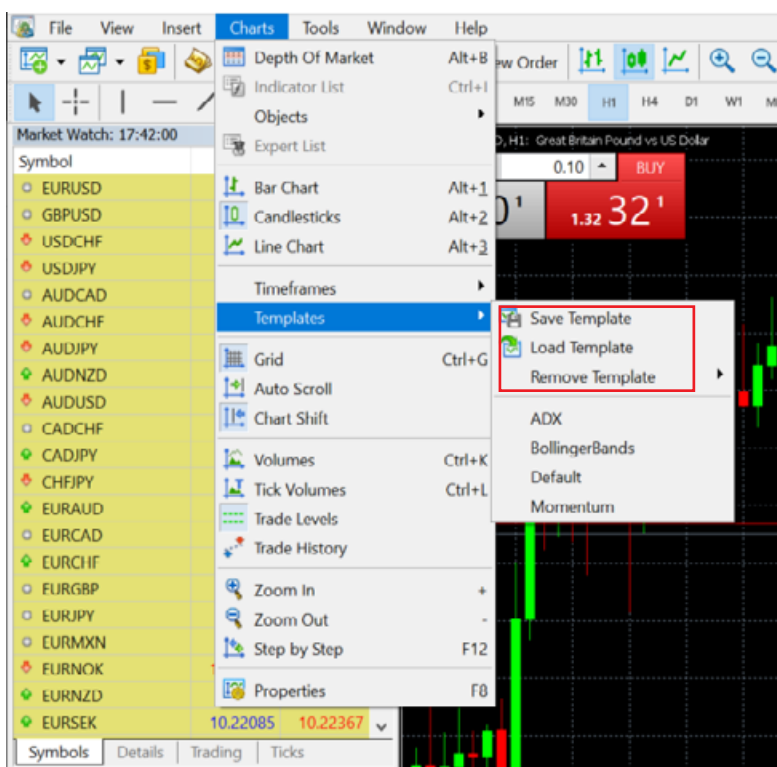 File View Insert Charts Tools Window Help
Depth Of Market Alt+B
ew Order
Indicator List Ctrl+I
M15 M30 H1 H4 D1 W1
Objects
Market Watch: 17:42:00
, H1: Great Britain Pound vs US Dollar
Expert List
Symbol
0.10 BUY
EURUSD
Bar Chart Alt+1
GBPUSD
Candlesticks Alt+2
1.32 32 1
USDCHF
Line Chart Alt+3
USDJPY
Timeframes
AUDCAD
Templates
Save Template
AUDCHF
Load Template
AUDJPY
Grid Ctrl+G
Remove Template
AUDNZD
Auto Scroll
AUDUSD
Chart Shift
ADX
CADCHF
BollingerBands
CADJPY
Volumes Ctrl+K
Default
CHFJPY
Tick Volumes Ctrl+L
Momentum
EURAUD
Trade Levels
EURCAD
Trade History
EURCHF
EURGBP
Zoom In +
EURJPY
Zoom Out -
EURMXN
Step by Step F12
EURNOK
EURNZD
Properties F8
EURSEK 10.22085 10.22367
Symbols Details Trading Ticks